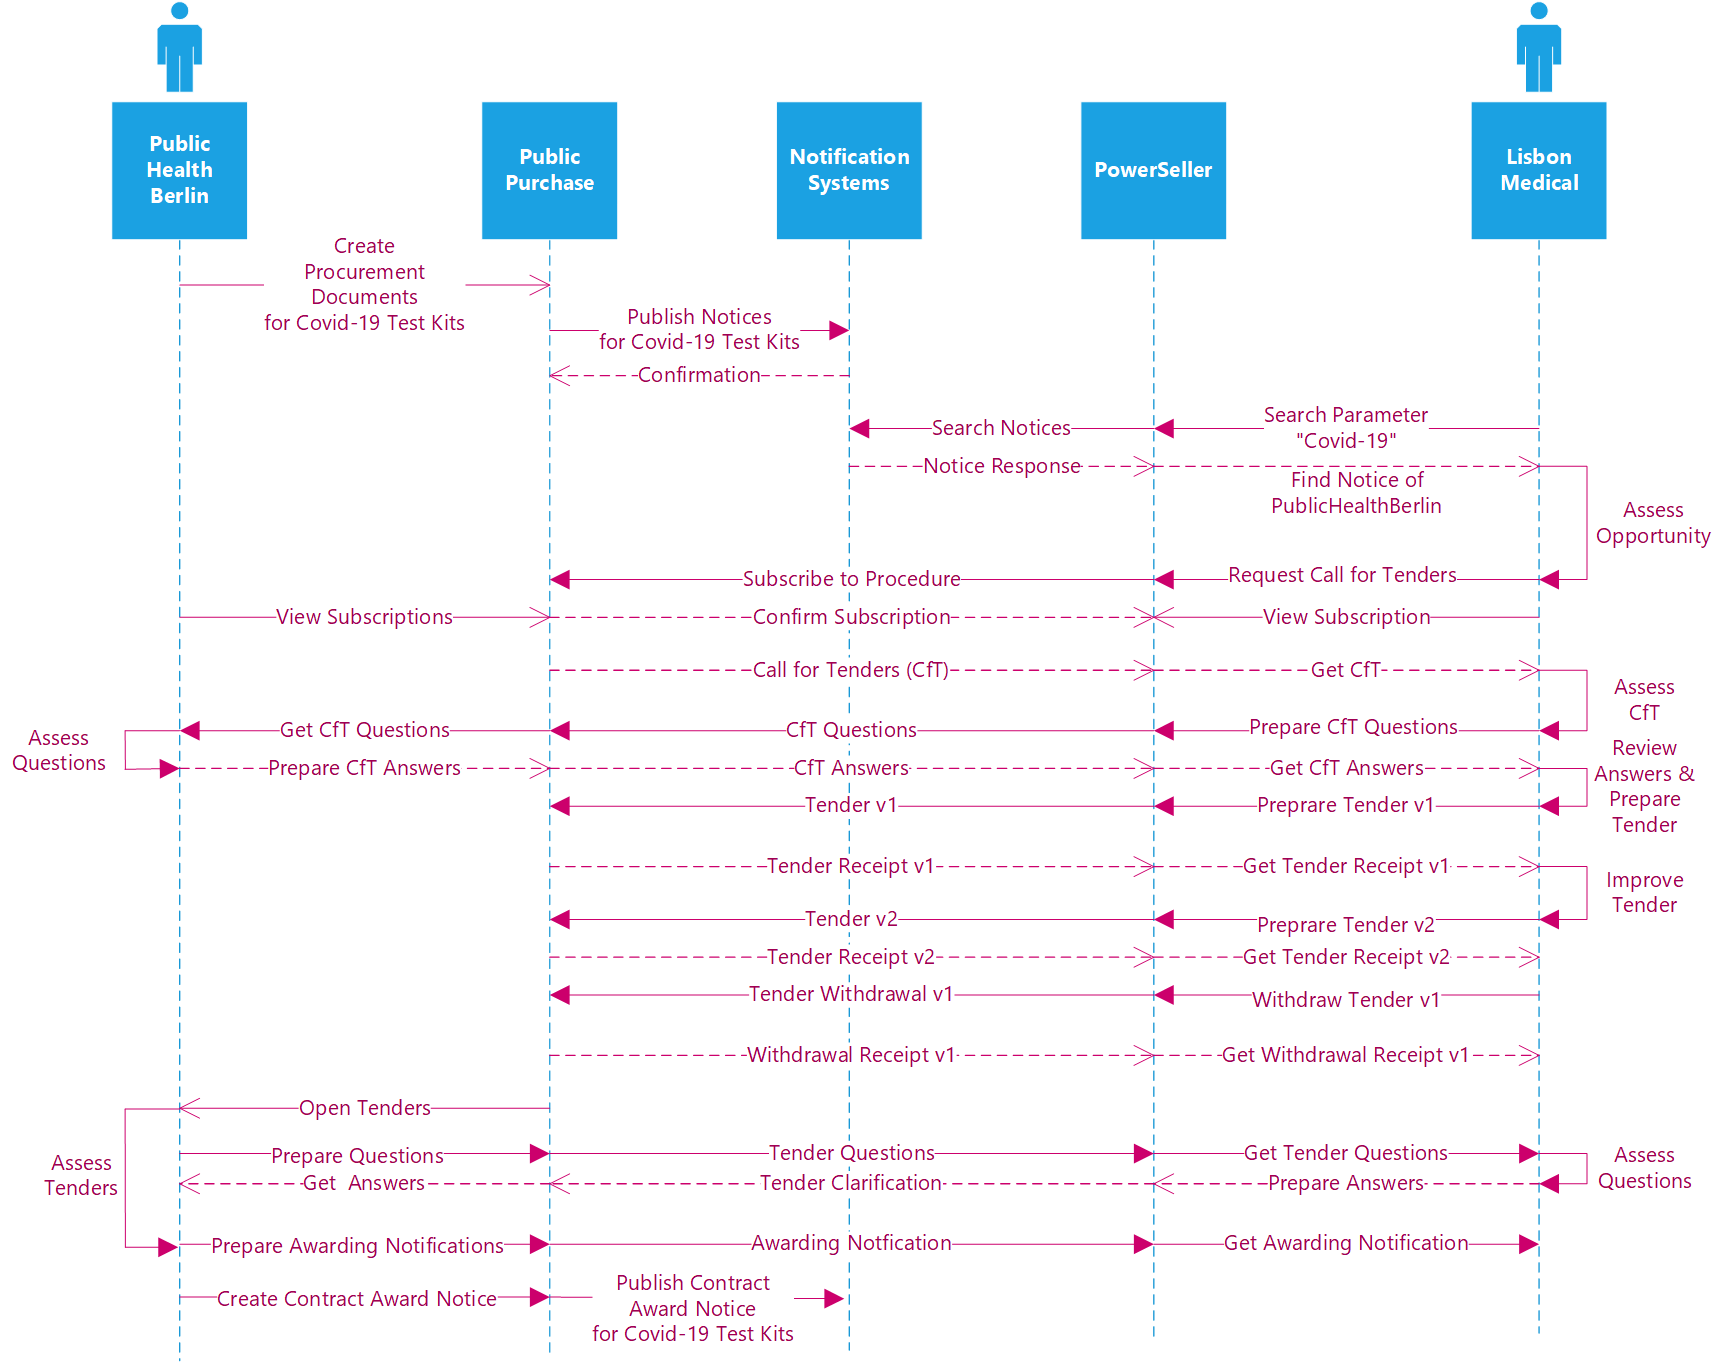 Public
Health
Berlin
Public
Purchase
Notification
Systems
PowerSeller
Lisbon
Medical
Create
Procurement
Documents
for Covid-19 Test Kits
Publish Notices
for Covid-19 Test Kits
Confirmation
Search Notices
Search Parameter
"Covid-19"
Notice Response
Find Notice of
PublicHealthBerlin
Assess
Opportunity
Subscribe to Procedure
Request Call for Tenders
View Subscriptions
Confirm Subscription
View Subscription
Call for Tenders (CfT)
Get CfT
Assess
CfT
Assess
Questions
Get CfT Questions
CfT Questions
Prepare CfT Questions
Prepare CfT Answers
CfT Answers
Get CfT Answers
Review
Answers &
Prepare
Tender
Tender v1
Preprare Tender v1
Tender Receipt v1
Get Tender Receipt v1
Improve
Tender
Tender v2
Preprare Tender v2
Tender Receipt v2
Get Tender Receipt v2
Tender Withdrawal v1
Withdraw Tender v1
Withdrawal Receipt v1
Get Withdrawal Receipt v1
Open Tenders
Assess
Tenders
Prepare Questions
Tender Questions
Get Tender Questions
Assess
Questions
Get  Answers
Tender Clarification
Prepare Answers
Prepare Awarding Notifications
Awarding Notfication
Get Awarding Notification
Create Contract Award Notice
Publish Contract
Award Notice
for Covid-19 Test Kits